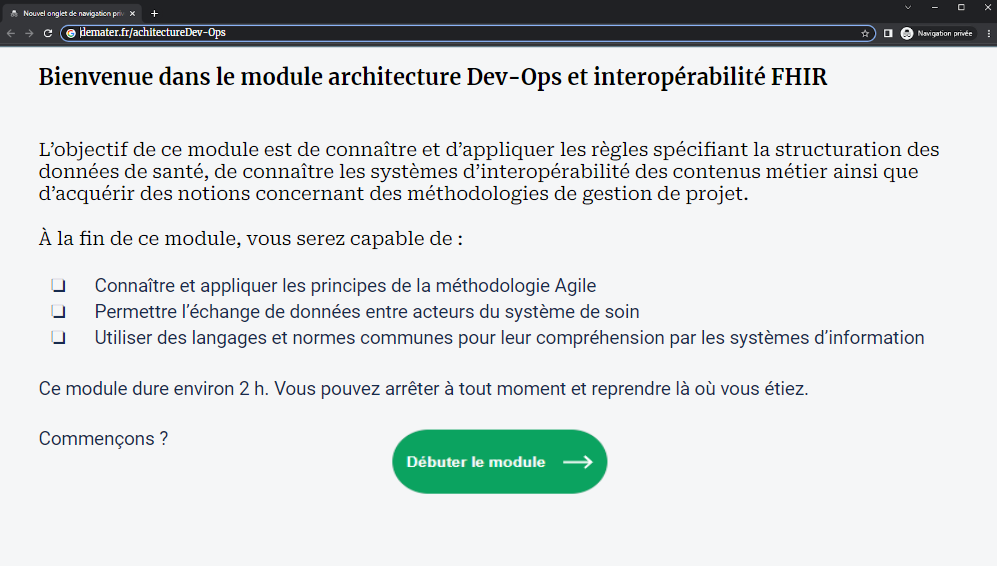 Nouvel onglet de navigation priv
demater.fr/achitectureDev-Ops
Navigation privée
Bienvenue dans le module architecture Dev-Ops et interopérabilité FHIR
L’objectif de ce module est de connaître et d’appliquer les règles spécifiant la structuration des
données de santé, de connaître les systèmes d’interopérabilité des contenus métier ainsi que
d’acquérir des notions concernant des méthodologies de gestion de projet.
À la fin de ce module, vous serez capable de :
Connaître et appliquer les principes de la méthodologie Agile
Permettre l’échange de données entre acteurs du système de soin
Utiliser des langages et normes communes pour leur compréhension par les systèmes d’information
Ce module dure environ 2 h. Vous pouvez arrêter à tout moment et reprendre là où vous étiez.
Commençons ?
Débuter le module